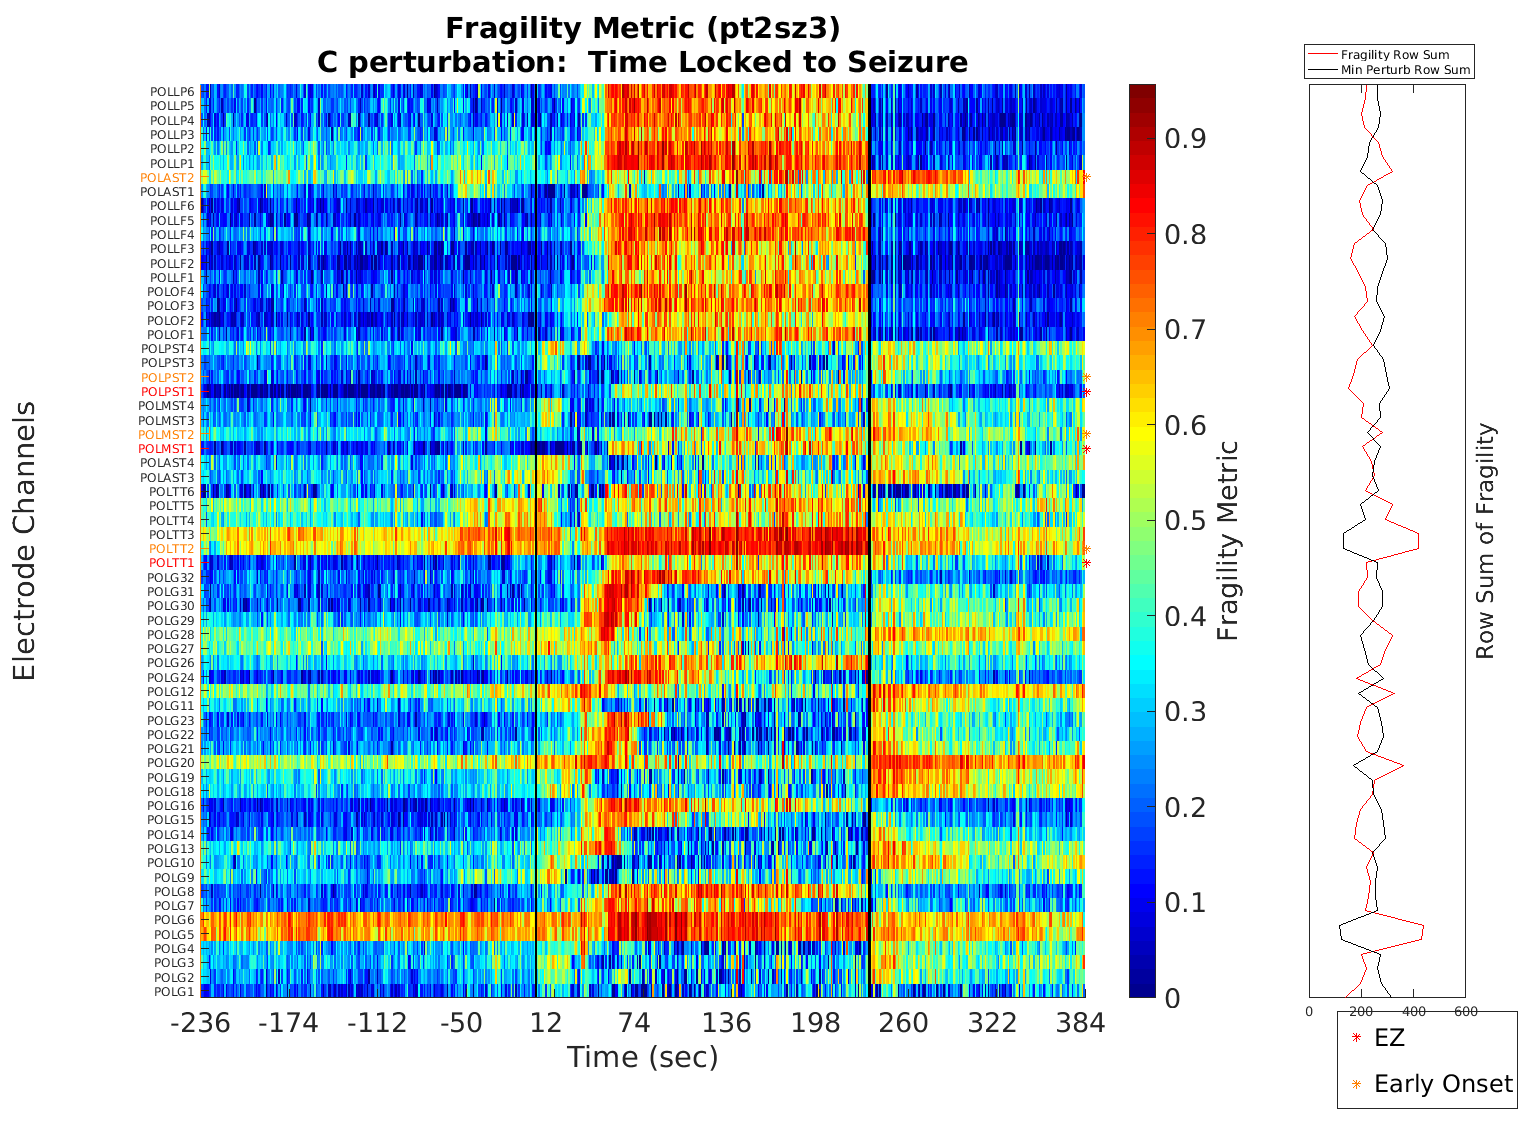 Fragility Metric (pt2sz3)
C perturbation:  Time Locked to Seizure
Electrode Channels
POLLP6
POLLP5
POLLP4
POLLP3
POLLP2
POLLP1
POLAST2
POLAST1
POLLF6
POLLF5
POLLF4
POLLF3
POLLF2
POLLF1
POLOF4
POLOF3
POLOF2
POLOF1
POLPST4
POLPST3
POLPST2
POLPST1
POLMST4
POLMST3
POLMST2
POLMST1
POLAST4
POLAST3
POLTT6
POLTT5
POLTT4
POLTT3
POLTT2
POLTT1
POLG32
POLG31
POLG30
POLG29
POLG28
POLG27
POLG26
POLG24
POLG12
POLG11
POLG23
POLG22
POLG21
POLG20
POLG19
POLG18
POLG16
POLG15
POLG14
POLG13
POLG10
POLG9
POLG8
POLG7
POLG6
POLG5
POLG4
POLG3
POLG2
POLG1
-236 -174 -112 -50 12 74 136 198 260 322 384
Time (sec)
0.9
0.8
0.7
0.6
0.5
0.4
0.3
0.2
0.1
0
Fragility Metric
Fragility Row Sum
Min Perturb Row Sum
0 200 400 600
Row Sum of Fragility
EZ
Early Onset